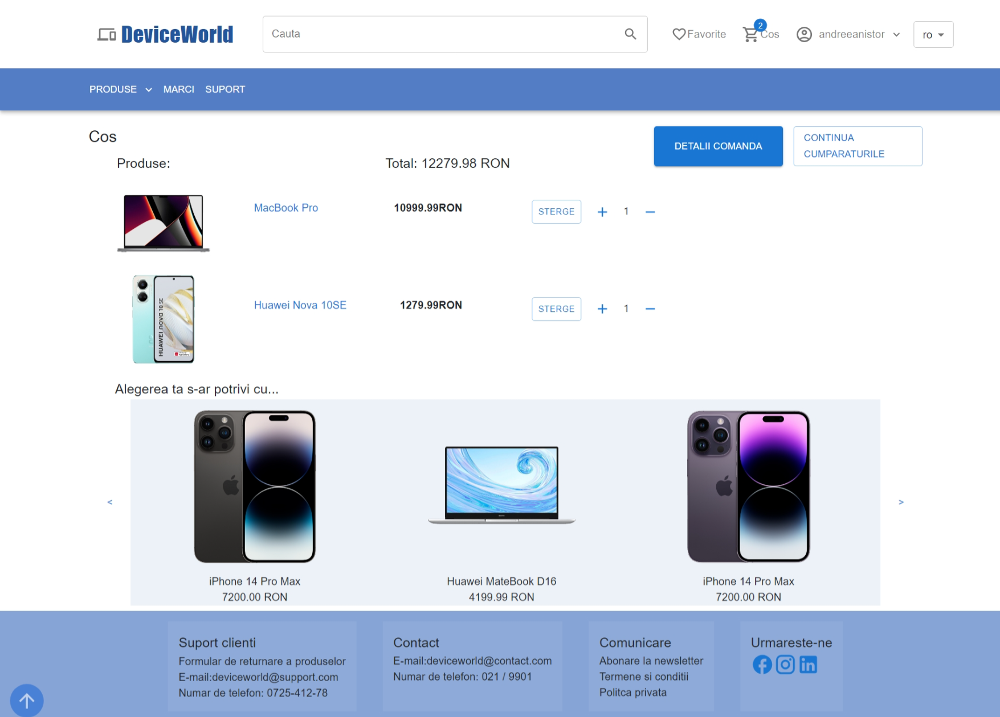 DeviceWorld
Cauta
Favorite
2
Cos
andreeanistor
ro
PRODUSE
MARCI
SUPORT
Cos
DETALII COMANDA
CONTINUA
CUMPARATURILE
Produse:
Total: 12279.98 RON
MacBook Pro
10999.99RON
STERGE
+ 1 −
HUAWEI nova 10 SE
Huawei Nova 10SE
1279.99RON
STERGE
+ 1 −
Alegerea ta s-ar potrivi cu...
<
>
iPhone 14 Pro Max
7200.00 RON
Huawei MateBook D16
4199.99 RON
iPhone 14 Pro Max
7200.00 RON
Suport clienti
Formular de returnare a produselor
E-mail:deviceworld@support.com
Numar de telefon: 0725-412-78
Contact
E-mail:deviceworld@contact.com
Numar de telefon: 021 / 9901
Comunicare
Abonare la newsletter
Termene si conditii
Politca privata
Urmareste-ne